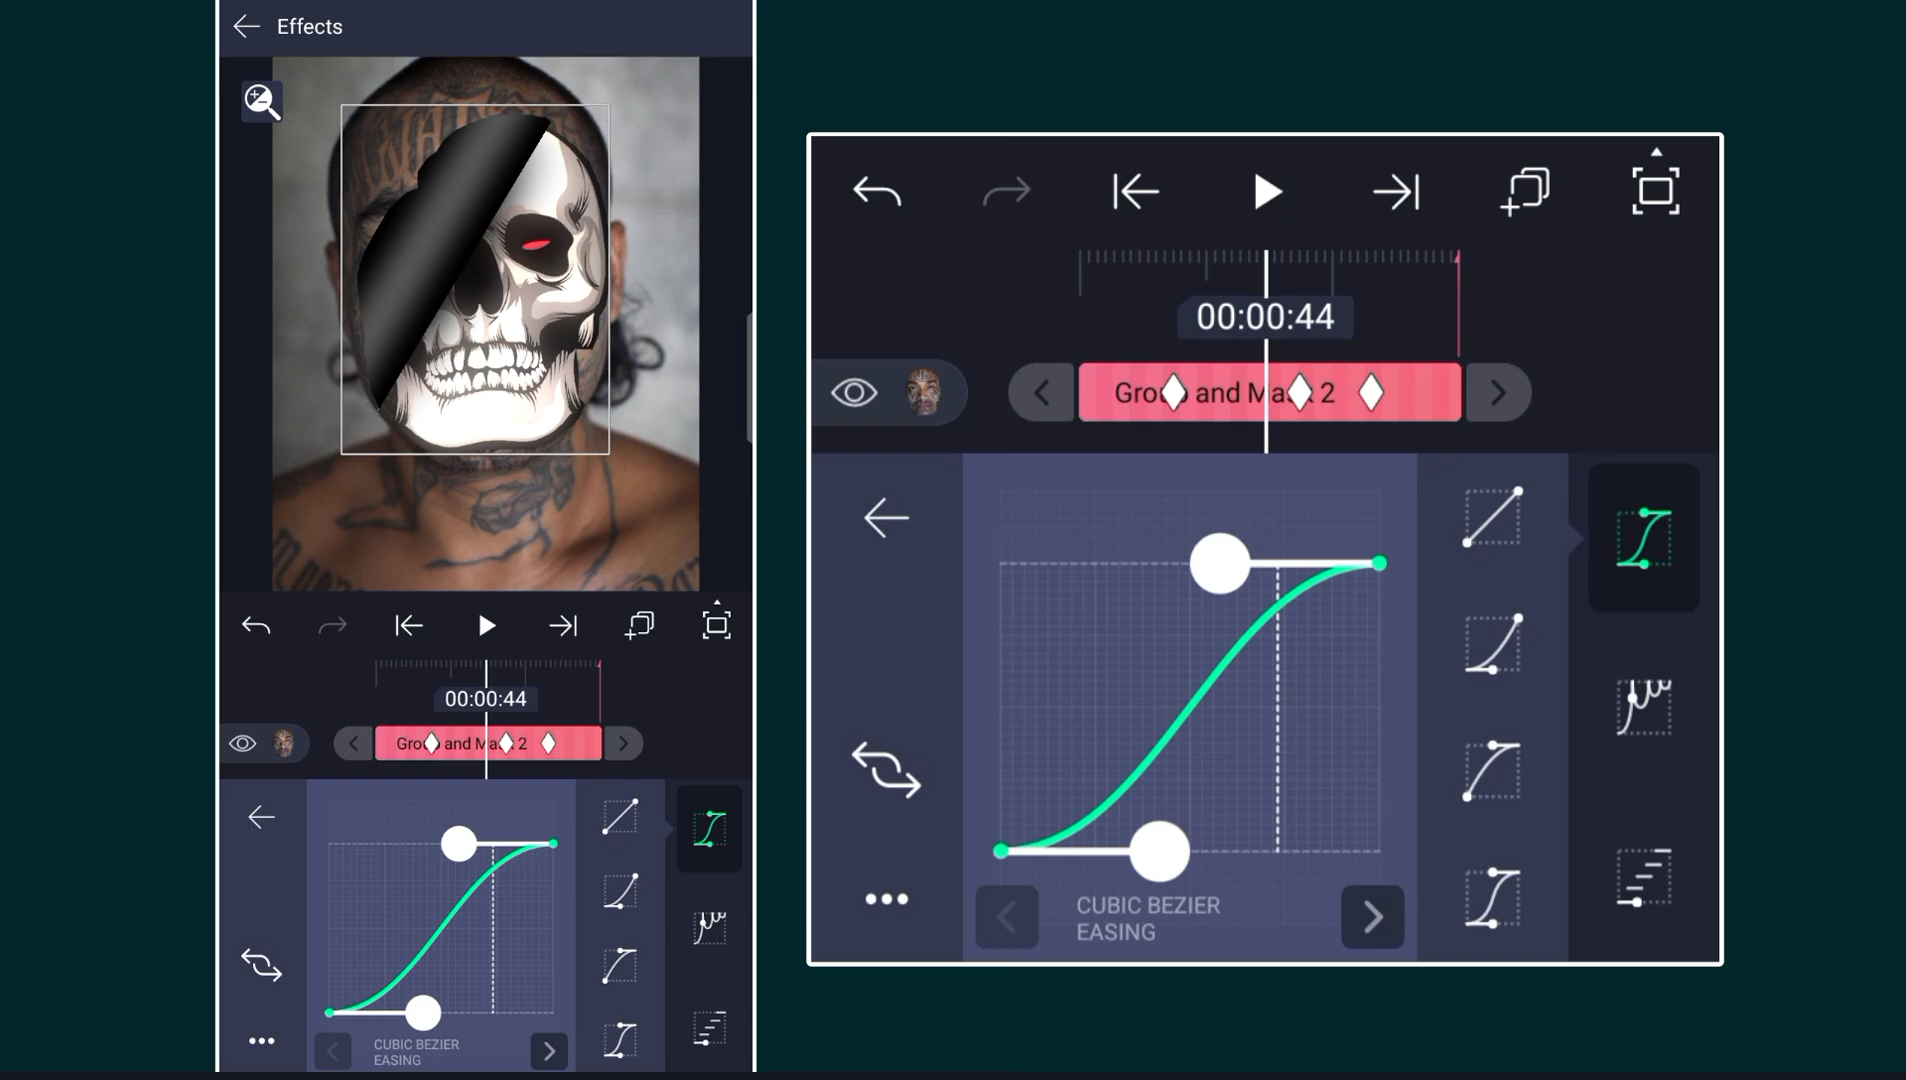 Effects
00:00:44
Group and Mask 2
CUBIC BEZIER
EASING
00:00:44
Group and Mask 2
CUBIC BEZIER
EASING